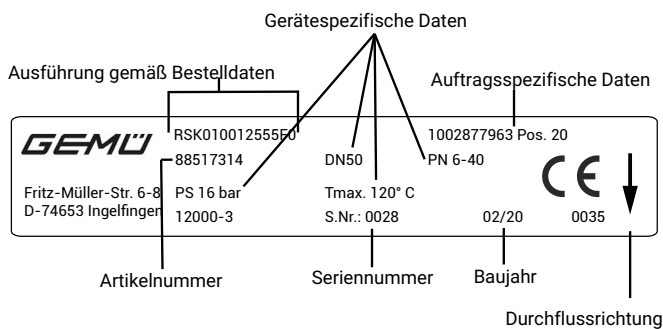 Gerätespezifische Daten
Ausführung gemäß Bestelldaten
Auftragsspezifische Daten
GEMÜ
RSK010012555E0
1002877963 Pos. 20
88517314
DN50
PN 6-40
CE
Fritz-Müller-Str. 6-8
PS 16 bar
Tmax. 120° C
D-74653 Ingelfingen
12000-3
S.Nr.: 0028
02/20
0035
Artikelnummer
Seriennummer
Baujahr
Durchflussrichtung